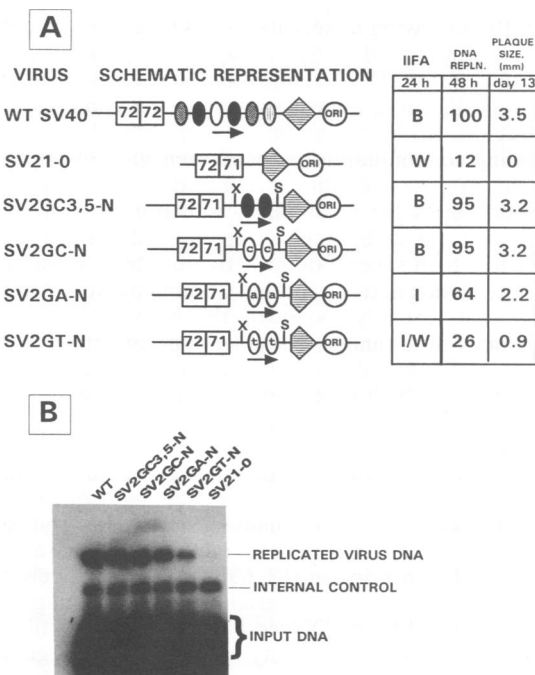 A
VIRUS SCHEMATIC REPRESENTATION
IIFA DNA REPLN. PLAQUE SIZE, (mm)
24 h 48 h day 13
WT SV40 72 72 ORI B 100 3.5
SV21-0 72 71 ORI W 12 0
SV2GC3,5-N 72 71 X S ORI B 95 3.2
SV2GC-N 72 71 X c c S ORI B 95 3.2
SV2GA-N 72 71 X a a S ORI I 64 2.2
SV2GT-N 72 71 X t t S ORI I/W 26 0.9
B
WT SV2GC3,5-N SV2GC-N SV2GA-N SV2GT-N SV21-0
REPLICATED VIRUS DNA
INTERNAL CONTROL
INPUT DNA